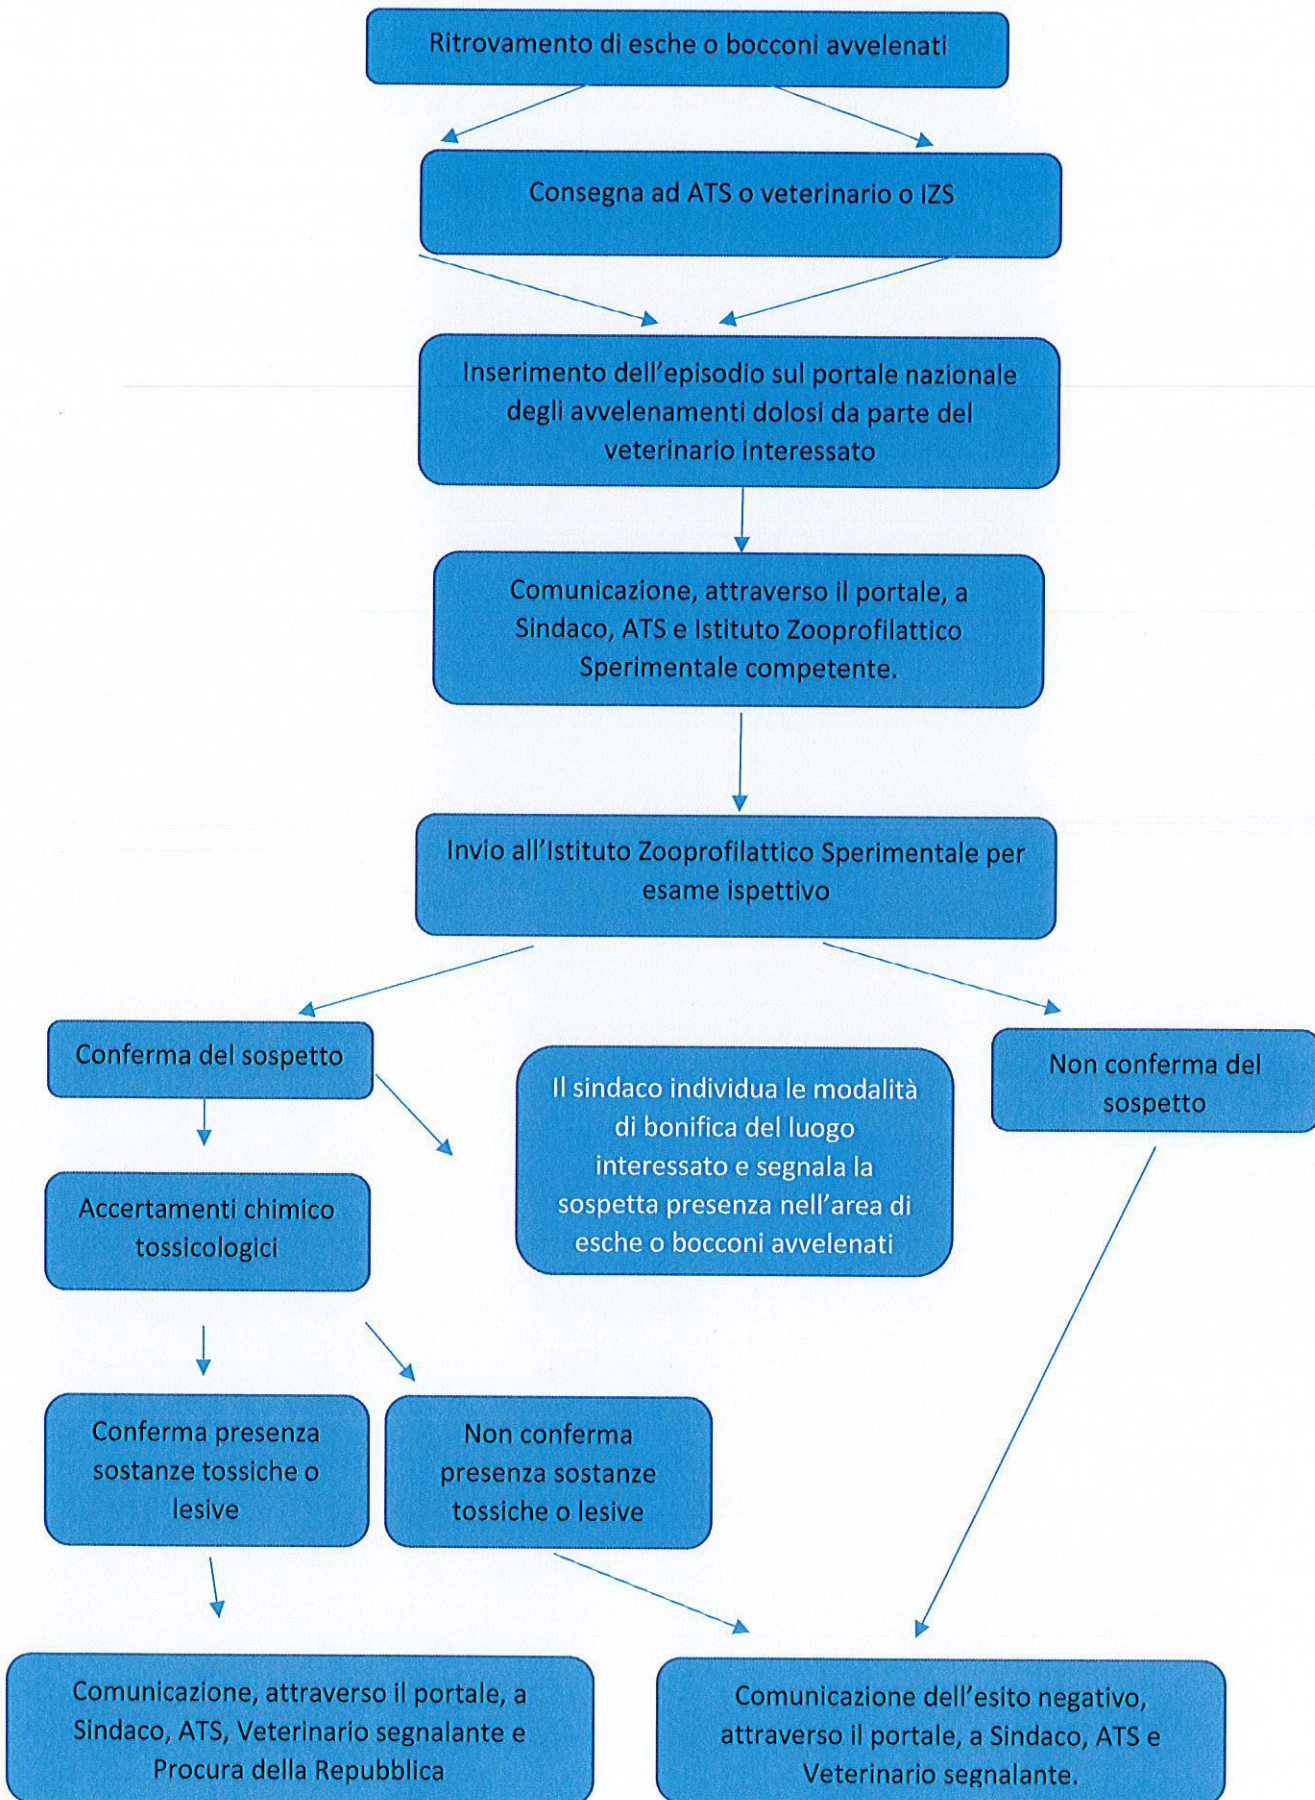 Ritrovamento di esche o bocconi avvelenati
Consegna ad ATS o veterinario o IZS
Inserimento dell'episodio sul portale nazionale
degli avvelenamenti dolosi da parte del
veterinario interessato
Comunicazione, attraverso il portale, a
Sindaco, ATS e Istituto Zooprofilattico
Sperimentale competente.
Invio all'Istituto Zooprofilattico Sperimentale per
esame ispettivo
Conferma del sospetto
Il sindaco individua le modalità
di bonifica del luogo
interessato e segnala la
sospetta presenza nell'area di
esche o bocconi avvelenati
Non conferma del
sospetto
Accertamenti chimico
tossicologici
Conferma presenza
sostanze tossiche o
lesive
Non conferma
presenza sostanze
tossiche o lesive
Comunicazione, attraverso il portale, a
Sindaco, ATS, Veterinario segnalante e
Procura della Repubblica
Comunicazione dell'esito negativo,
attraverso il portale, a Sindaco, ATS e
Veterinario segnalante.